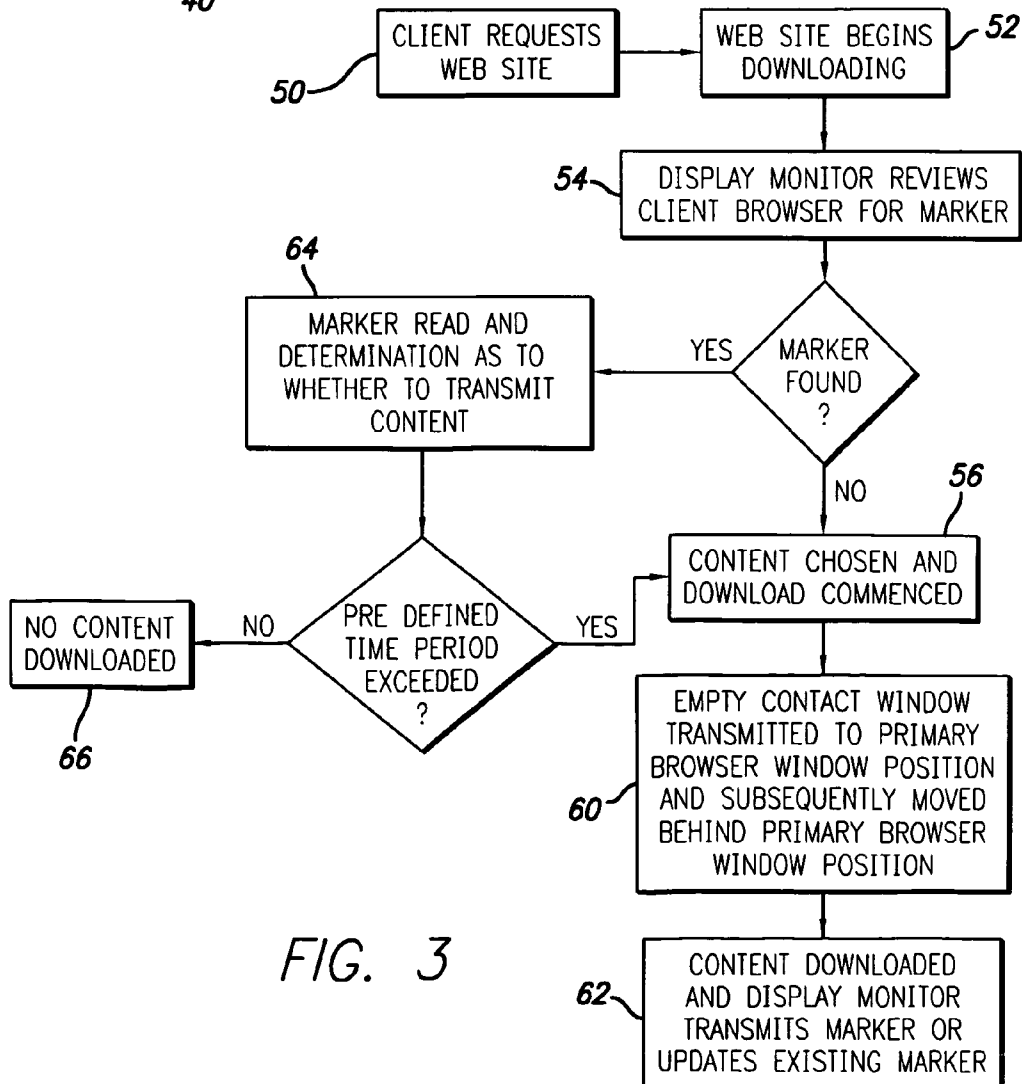 40
CLIENT REQUESTS
WEB SITE
50
WEB SITE BEGINS
DOWNLOADING
52
54
DISPLAY MONITOR REVIEWS
CLIENT BROWSER FOR MARKER
64
MARKER READ AND
DETERMINATION AS TO
WHETHER TO TRANSMIT
CONTENT
YES
MARKER
FOUND
?
NO
56
CONTENT CHOSEN AND
DOWNLOAD COMMENCED
NO CONTENT
DOWNLOADED
66
NO
PRE DEFINED
TIME PERIOD
EXCEEDED
?
YES
EMPTY CONTACT WINDOW
TRANSMITTED TO PRIMARY
BROWSER WINDOW POSITION
AND SUBSEQUENTLY MOVED
BEHIND PRIMARY BROWSER
WINDOW POSITION
60
FIG. 3
62
CONTENT DOWNLOADED
AND DISPLAY MONITOR
TRANSMITS MARKER OR
UPDATES EXISTING MARKER